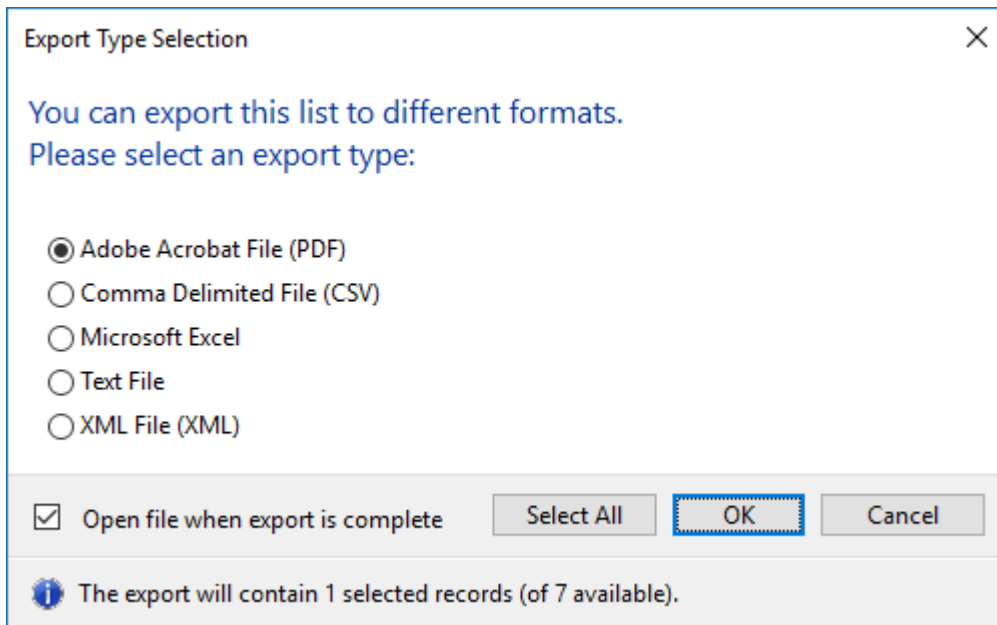 Export Type Selection
You can export this list to different formats.
Please select an export type:
Adobe Acrobat File (PDF)
Comma Delimited File (CSV)
Microsoft Excel
Text File
XML File (XML)
Open file when export is complete
Select All
OK
Cancel
The export will contain 1 selected records (of 7 available).